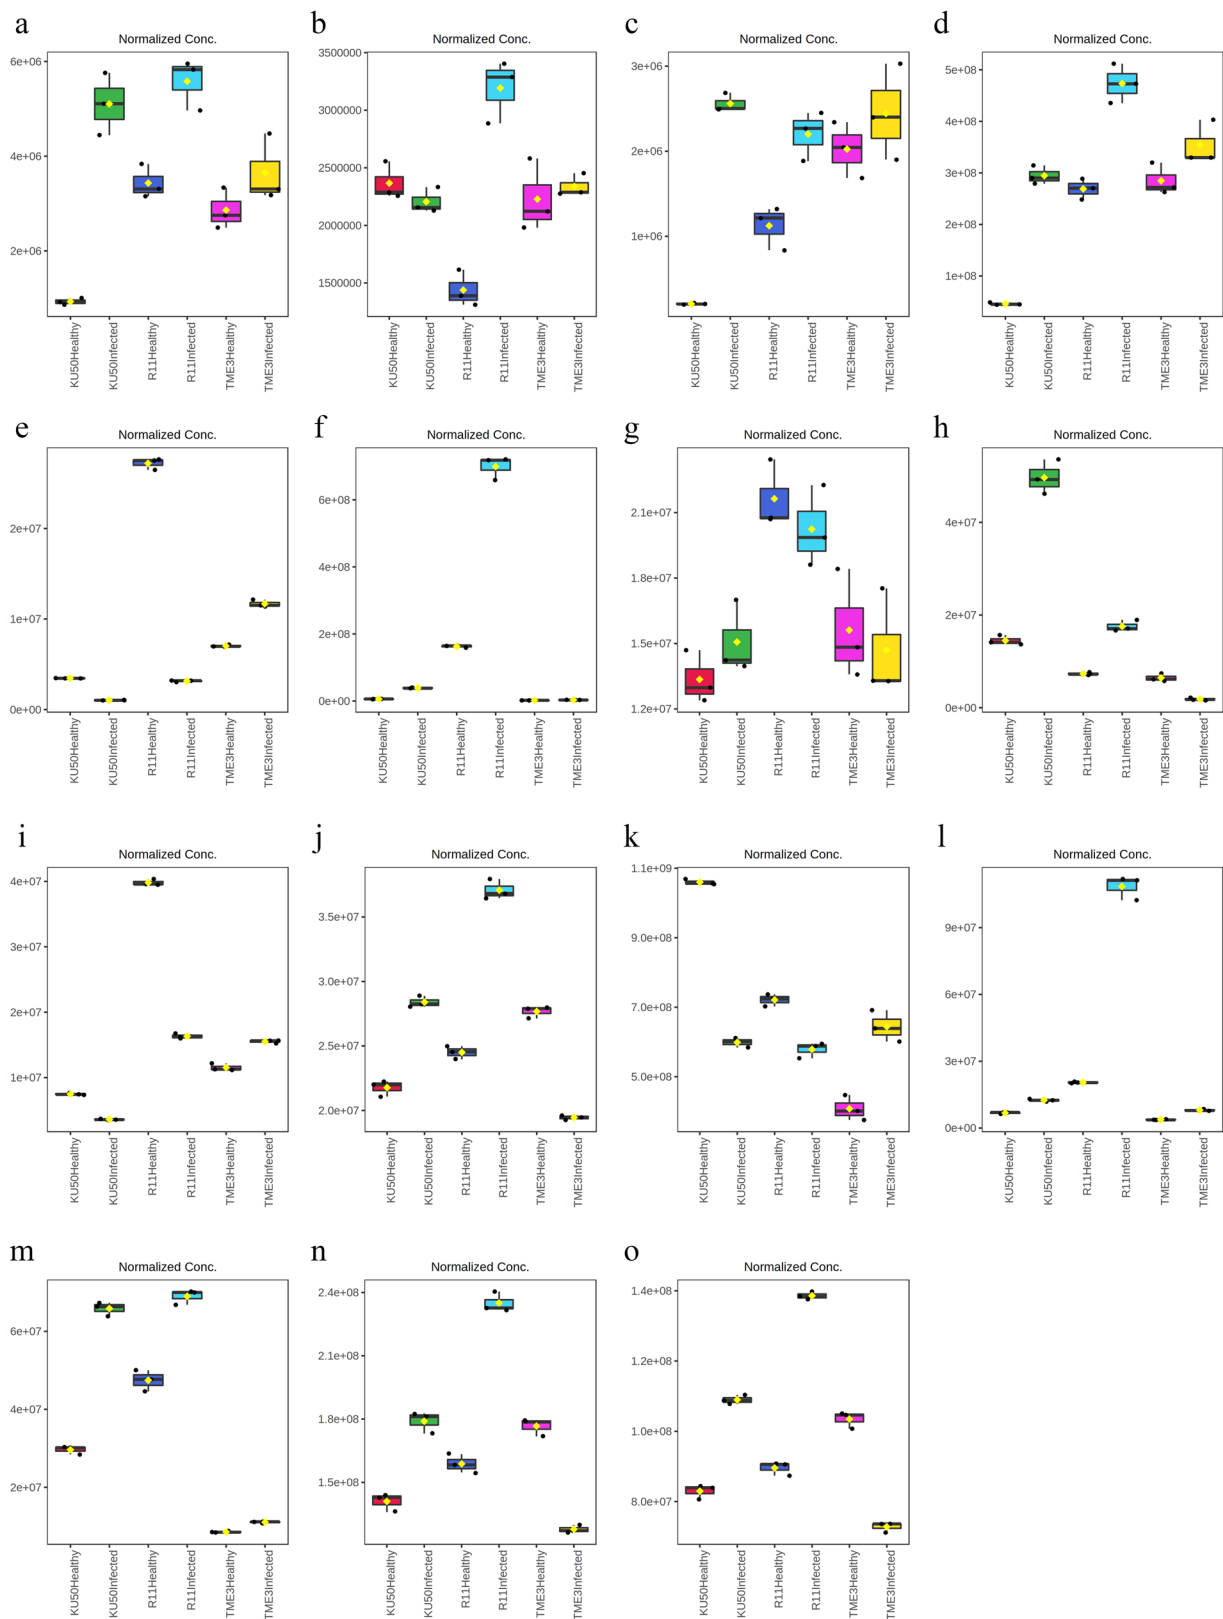 a
Normalized Conc.
6e+06
4e+06
2e+06
KU50Healthy
KU50Infected
R11Healthy
R11Infected
TME3Healthy
TME3Infected
b
Normalized Conc.
3500000
3000000
2500000
2000000
1500000
KU50Healthy
KU50Infected
R11Healthy
R11Infected
TME3Healthy
TME3Infected
c
Normalized Conc.
3e+06
2e+06
1e+06
KU50Healthy
KU50Infected
R11Healthy
R11Infected
TME3Healthy
TME3Infected
d
Normalized Conc.
5e+08
4e+08
3e+08
2e+08
1e+08
KU50Healthy
KU50Infected
R11Healthy
R11Infected
TME3Healthy
TME3Infected
e
Normalized Conc.
2e+07
1e+07
0e+00
KU50Healthy
KU50Infected
R11Healthy
R11Infected
TME3Healthy
TME3Infected
f
Normalized Conc.
6e+08
4e+08
2e+08
0e+00
KU50Healthy
KU50Infected
R11Healthy
R11Infected
TME3Healthy
TME3Infected
g
Normalized Conc.
2.1e+07
1.8e+07
1.5e+07
1.2e+07
KU50Healthy
KU50Infected
R11Healthy
R11Infected
TME3Healthy
TME3Infected
h
Normalized Conc.
4e+07
2e+07
0e+00
KU50Healthy
KU50Infected
R11Healthy
R11Infected
TME3Healthy
TME3Infected
i
Normalized Conc.
4e+07
3e+07
2e+07
1e+07
KU50Healthy
KU50Infected
R11Healthy
R11Infected
TME3Healthy
TME3Infected
j
Normalized Conc.
3.5e+07
3.0e+07
2.5e+07
2.0e+07
KU50Healthy
KU50Infected
R11Healthy
R11Infected
TME3Healthy
TME3Infected
k
Normalized Conc.
1.1e+09
9.0e+08
7.0e+08
5.0e+08
KU50Healthy
KU50Infected
R11Healthy
R11Infected
TME3Healthy
TME3Infected
l
Normalized Conc.
9e+07
6e+07
3e+07
0e+00
KU50Healthy
KU50Infected
R11Healthy
R11Infected
TME3Healthy
TME3Infected
m
Normalized Conc.
6e+07
4e+07
2e+07
KU50Healthy
KU50Infected
R11Healthy
R11Infected
TME3Healthy
TME3Infected
n
Normalized Conc.
2.4e+08
2.1e+08
1.8e+08
1.5e+08
KU50Healthy
KU50Infected
R11Healthy
R11Infected
TME3Healthy
TME3Infected
o
Normalized Conc.
1.4e+08
1.2e+08
1.0e+08
8.0e+07
KU50Healthy
KU50Infected
R11Healthy
R11Infected
TME3Healthy
TME3Infected